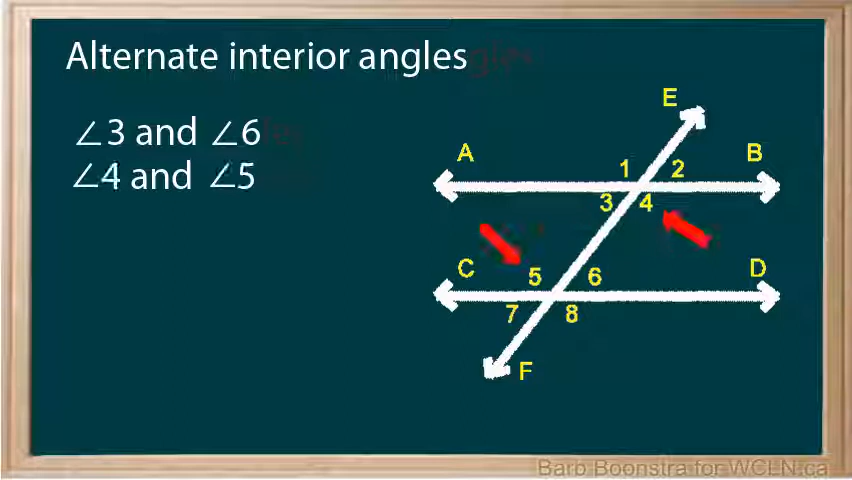 Alternate interior angles
∠3 and ∠6
∠4 and ∠5
E
A
B
1
2
3
4
C
D
5
6
7
8
F
Barb Boonstra for WCLN.ca